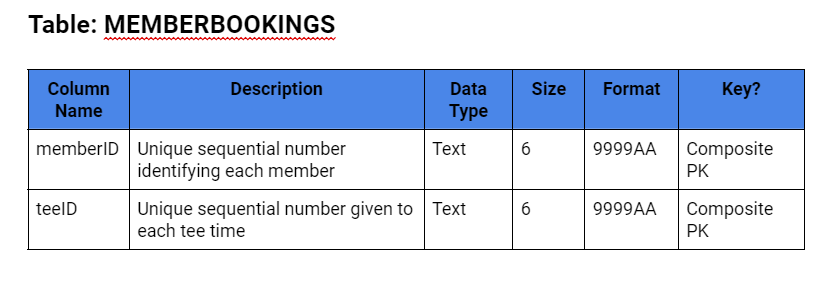 Table: MEMBERBOOKINGS
Column Name Description Data Type Size Format Key?
memberID Unique sequential number identifying each member Text 6 9999AA Composite PK
teeID Unique sequential number given to each tee time Text 6 9999AA Composite PK